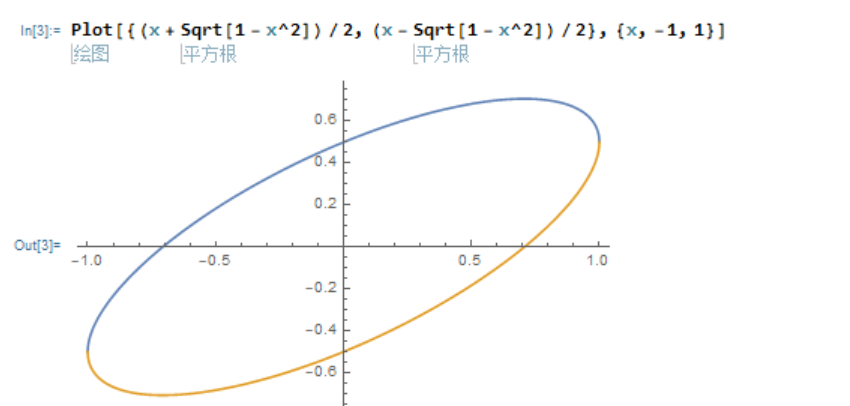 In[3]:= Plot[{(x + Sqrt[1 - x^2]) / 2, (x - Sqrt[1 - x^2]) / 2}, {x, -1, 1}]
绘图 平方根 平方根
0.6
0.4
0.2
Out[3]=
-1.0 -0.5 0.5 1.0
-0.2
-0.4
-0.6